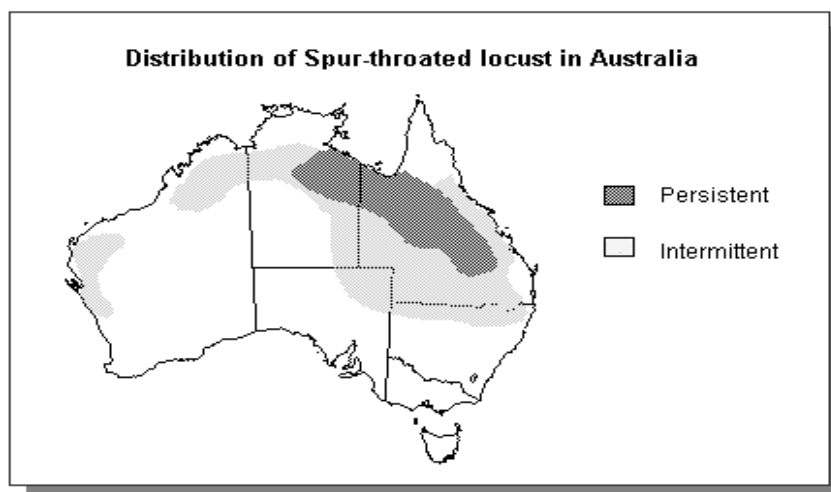 Distribution of Spur-throated locust in Australia
Persistent
Intermittent